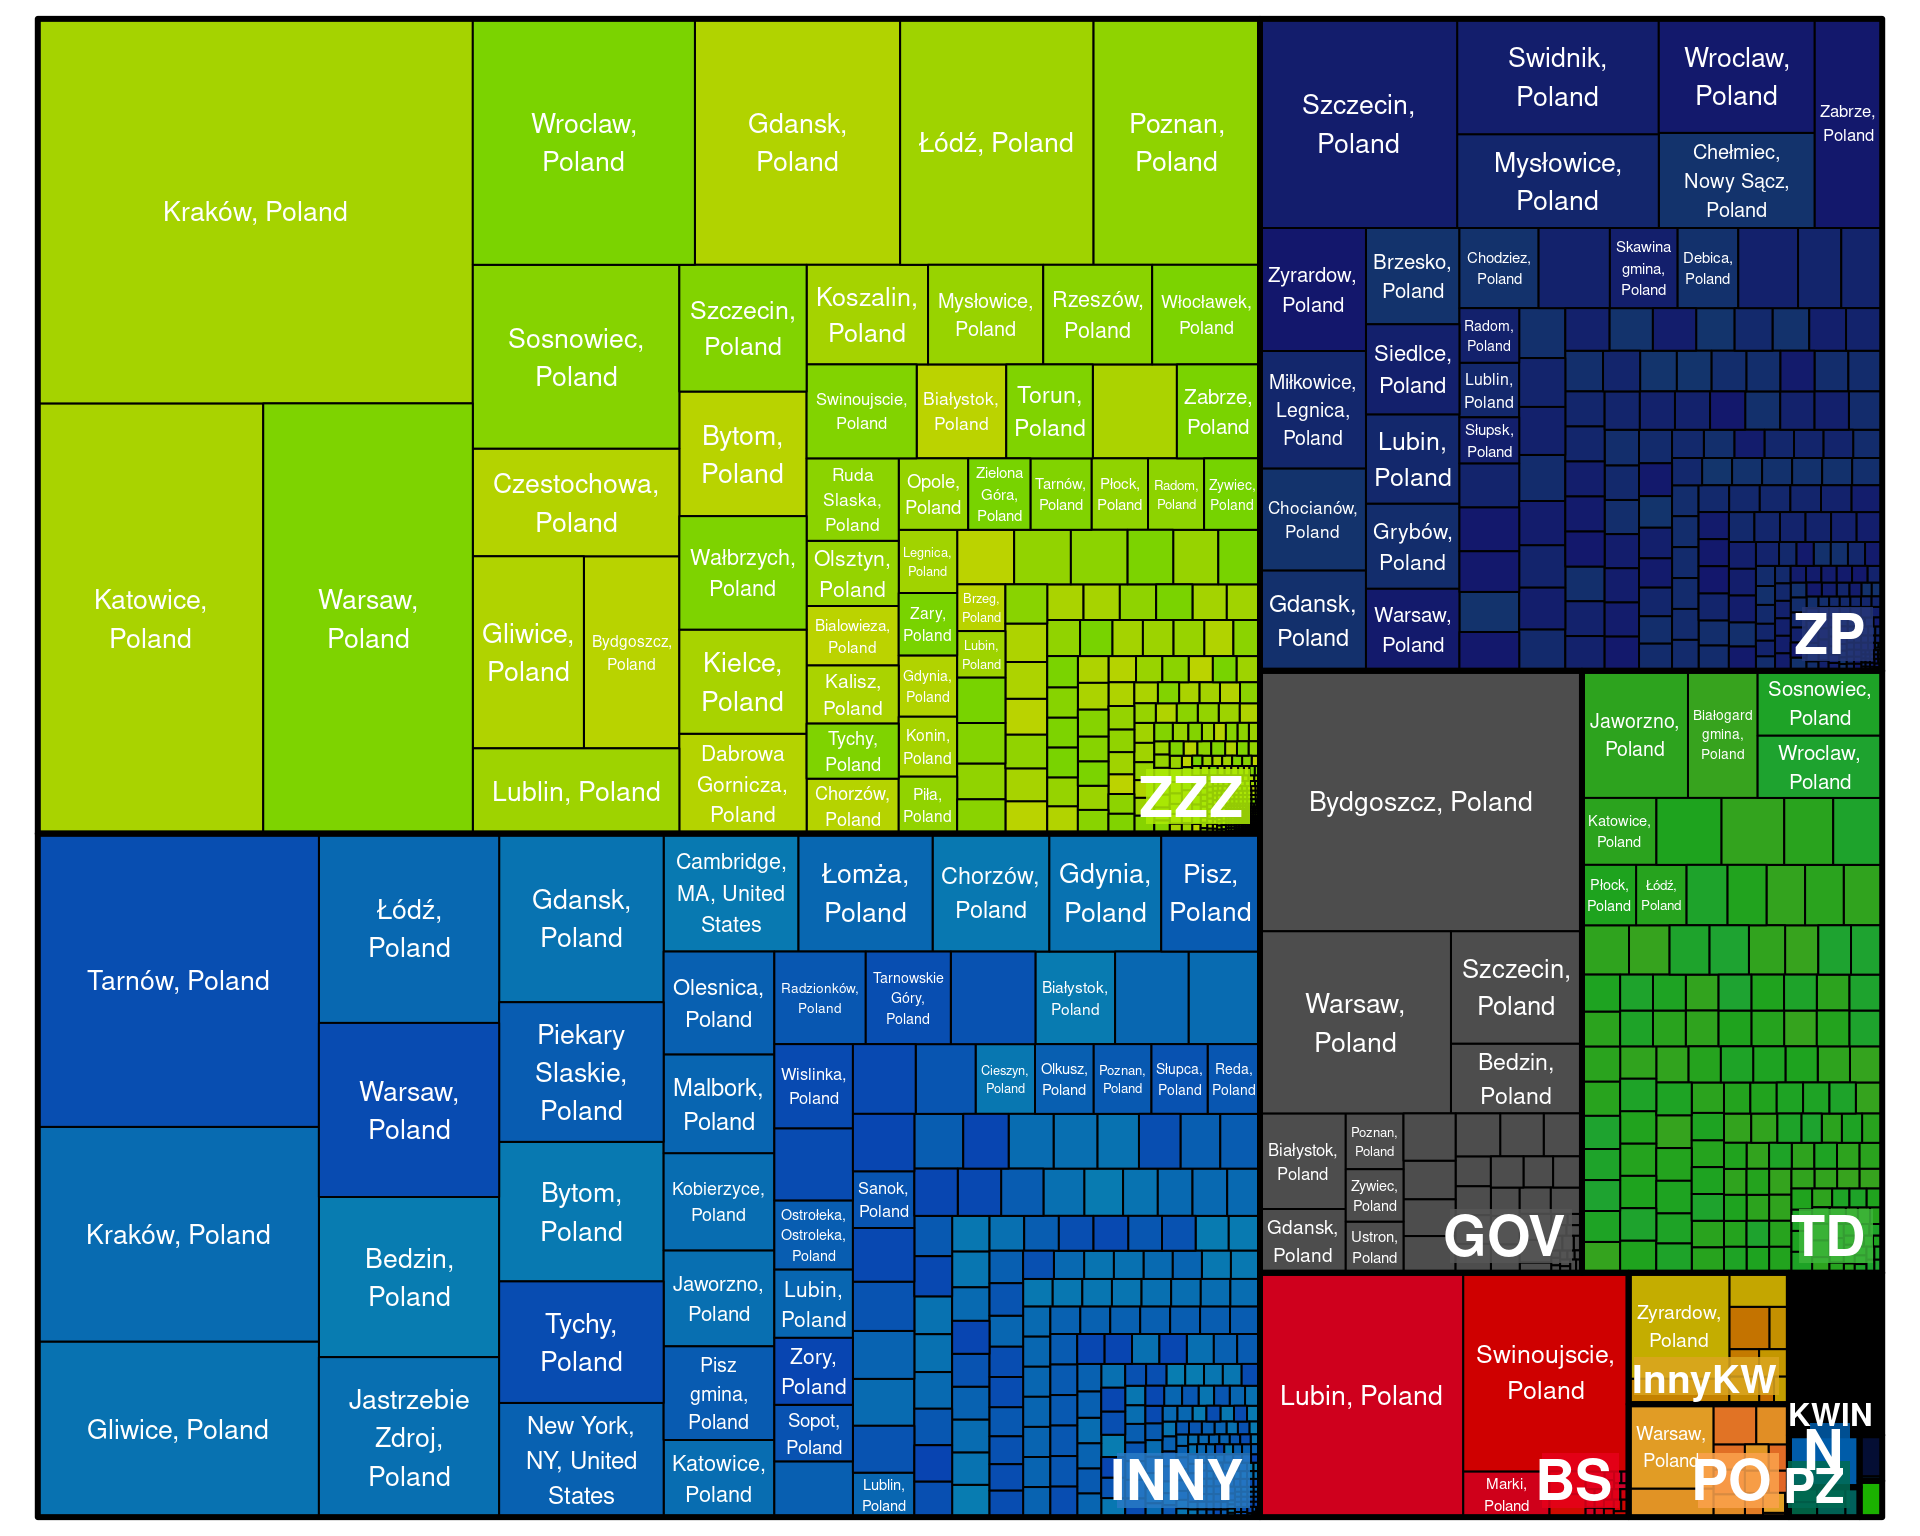 Kraków, Poland
Wroclaw,
Poland
Gdansk,
Poland
Łódź, Poland
Poznan,
Poland
Katowice,
Poland
Warsaw,
Poland
Sosnowiec,
Poland
Czestochowa,
Poland
Gliwice,
Poland
Bydgoszcz,
Poland
Lublin, Poland
Szczecin,
Poland
Bytom,
Poland
Wałbrzych,
Poland
Kielce,
Poland
Dabrowa
Gornicza,
Poland
Koszalin,
Poland
Mysłowice,
Poland
Rzeszów,
Poland
Włocławek,
Poland
Swinoujscie,
Poland
Białystok,
Poland
Torun,
Poland
Zabrze,
Poland
Ruda
Slaska,
Poland
Olsztyn,
Poland
Bialowieza,
Poland
Kalisz,
Poland
Tychy,
Poland
Chorzów,
Poland
Opole,
Poland
Zielona
Góra,
Poland
Tarnów,
Poland
Płock,
Poland
Radom,
Poland
Zywiec,
Poland
Legnica,
Poland
Zary,
Poland
Gdynia,
Poland
Konin,
Poland
Piła,
Poland
Brzeg,
Poland
Lubin,
Poland
ZZZ
Szczecin,
Poland
Swidnik,
Poland
Mysłowice,
Poland
Wroclaw,
Poland
Chełmiec,
Nowy Sącz,
Poland
Zabrze,
Poland
Zyrardow,
Poland
Miłkowice,
Legnica,
Poland
Chocianów,
Poland
Gdansk,
Poland
Brzesko,
Poland
Siedlce,
Poland
Lubin,
Poland
Grybów,
Poland
Warsaw,
Poland
Chodziez,
Poland
Skawina
gmina,
Poland
Debica,
Poland
Radom,
Poland
Lublin,
Poland
Słupsk,
Poland
ZP
Tarnów, Poland
Kraków, Poland
Gliwice, Poland
Łódź,
Poland
Warsaw,
Poland
Bedzin,
Poland
Jastrzebie
Zdroj,
Poland
Gdansk,
Poland
Piekary
Slaskie,
Poland
Bytom,
Poland
Tychy,
Poland
New York,
NY, United
States
Cambridge,
MA, United
States
Łomża,
Poland
Chorzów,
Poland
Gdynia,
Poland
Pisz,
Poland
Olesnica,
Poland
Malbork,
Poland
Kobierzyce,
Poland
Jaworzno,
Poland
Pisz
gmina,
Poland
Katowice,
Poland
Radzionków,
Poland
Tarnowskie
Góry,
Poland
Białystok,
Poland
Wislinka,
Poland
Ostrołeka,
Ostroleka,
Poland
Lubin,
Poland
Zory,
Poland
Sopot,
Poland
Cieszyn,
Poland
Olkusz,
Poland
Poznan,
Poland
Słupca,
Poland
Reda,
Poland
Sanok,
Poland
Lublin,
Poland
INNY
Bydgoszcz, Poland
Warsaw,
Poland
Szczecin,
Poland
Bedzin,
Poland
Białystok,
Poland
Gdansk,
Poland
Poznan,
Poland
Zywiec,
Poland
Ustron,
Poland
GOV
Jaworzno,
Poland
Białogard
gmina,
Poland
Sosnowiec,
Poland
Wroclaw,
Poland
Katowice,
Poland
Płock,
Poland
Łódź,
Poland
TD
Lubin, Poland
Swinoujscie,
Poland
Marki,
Poland
BS
Zyrardow,
Poland
InnyKW
Warsaw,
Poland
PO
KWIN
N
PZ